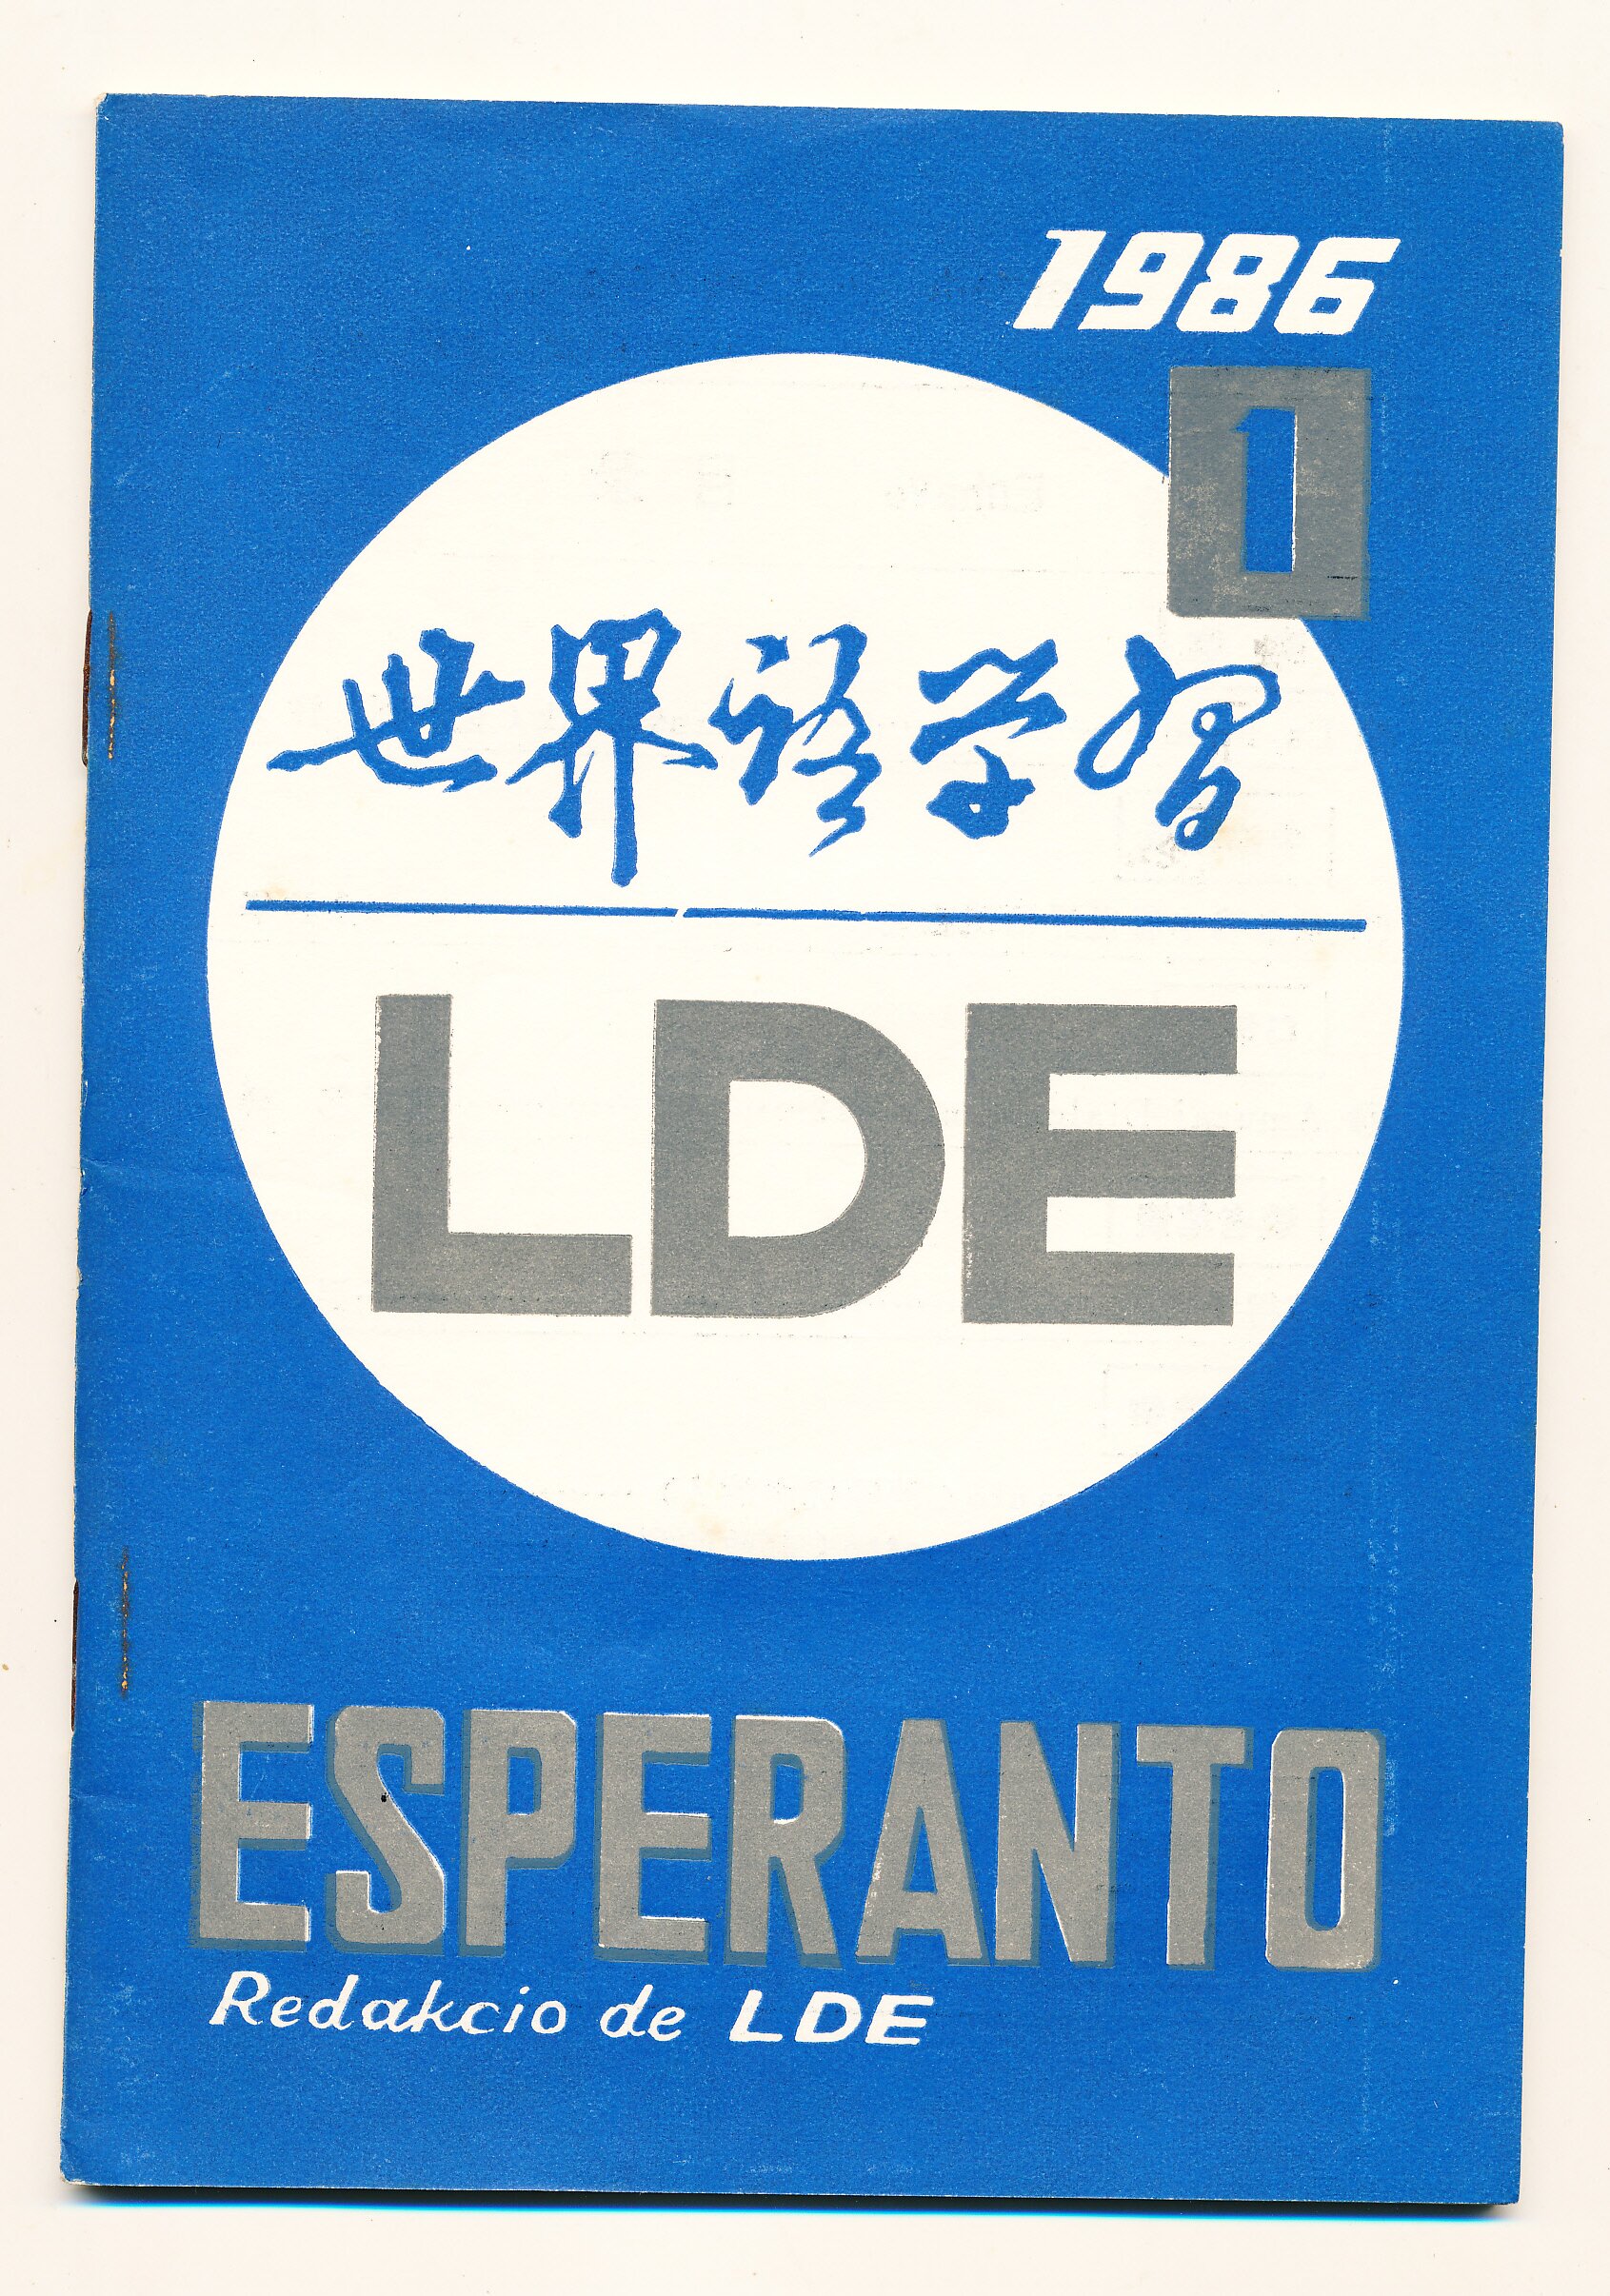 1986
1
世界语学习
LDE
ESPERANTO
Redakcio de LDE